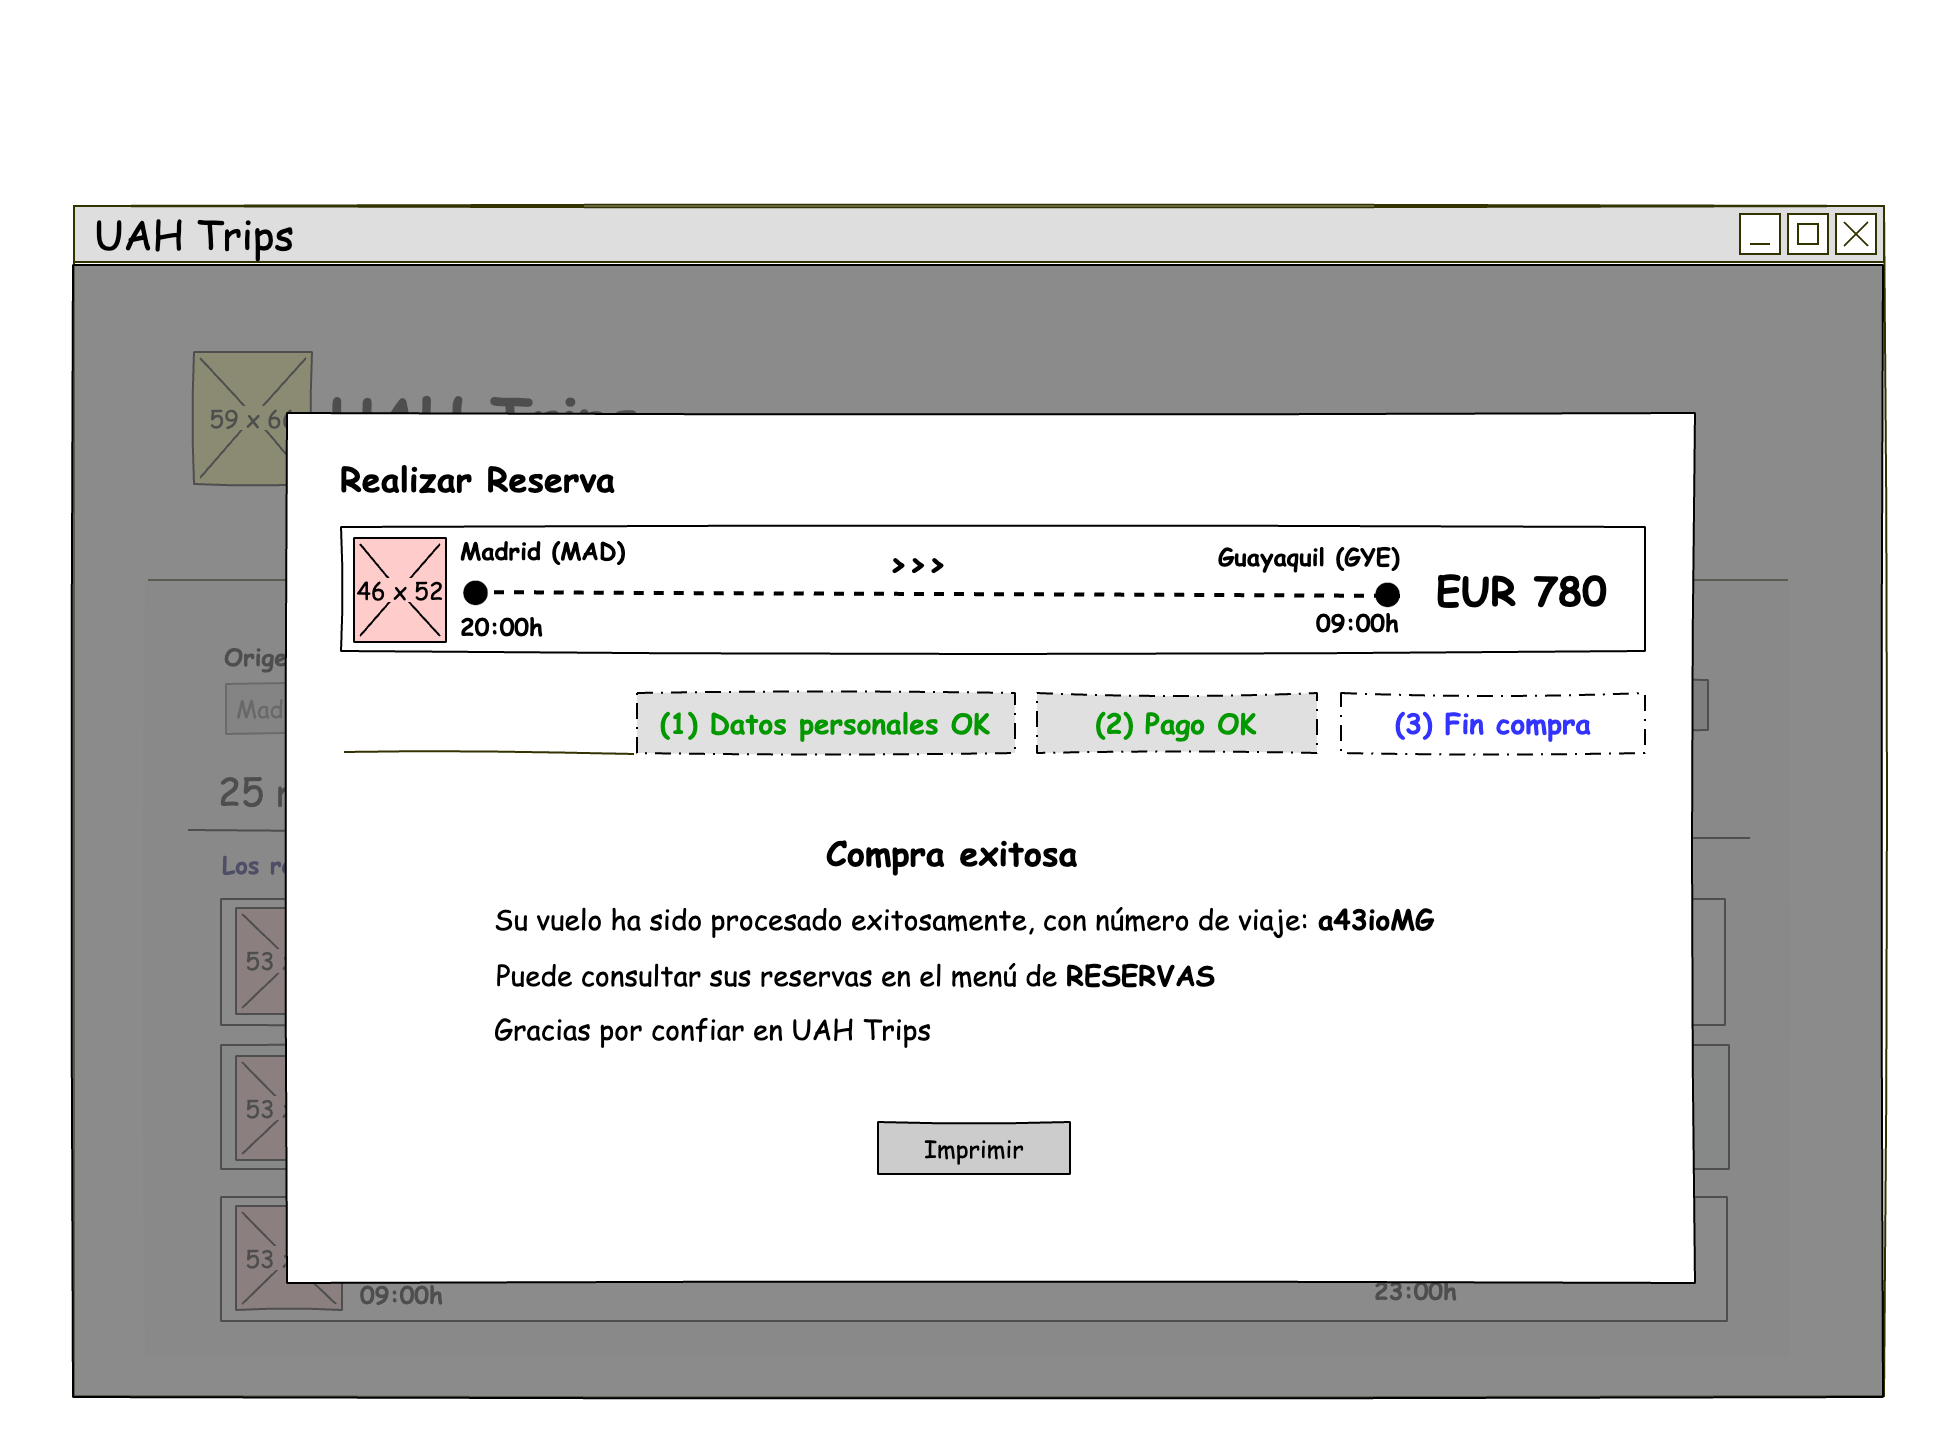 UAH Trips
59 x 66
UAH Trips
Realizar Reserva
Madrid (MAD)
>>>
Guayaquil (GYE)
46 x 52
EUR 780
20:00h
09:00h
(1) Datos personales OK
(2) Pago OK
(3) Fin compra
25
Los
Compra exitosa
Su vuelo ha sido procesado exitosamente, con número de viaje: a43ioMG
53
Puede consultar sus reservas en el menú de RESERVAS
Gracias por confiar en UAH Trips
53
Imprimir
53
09:00h
23:00h